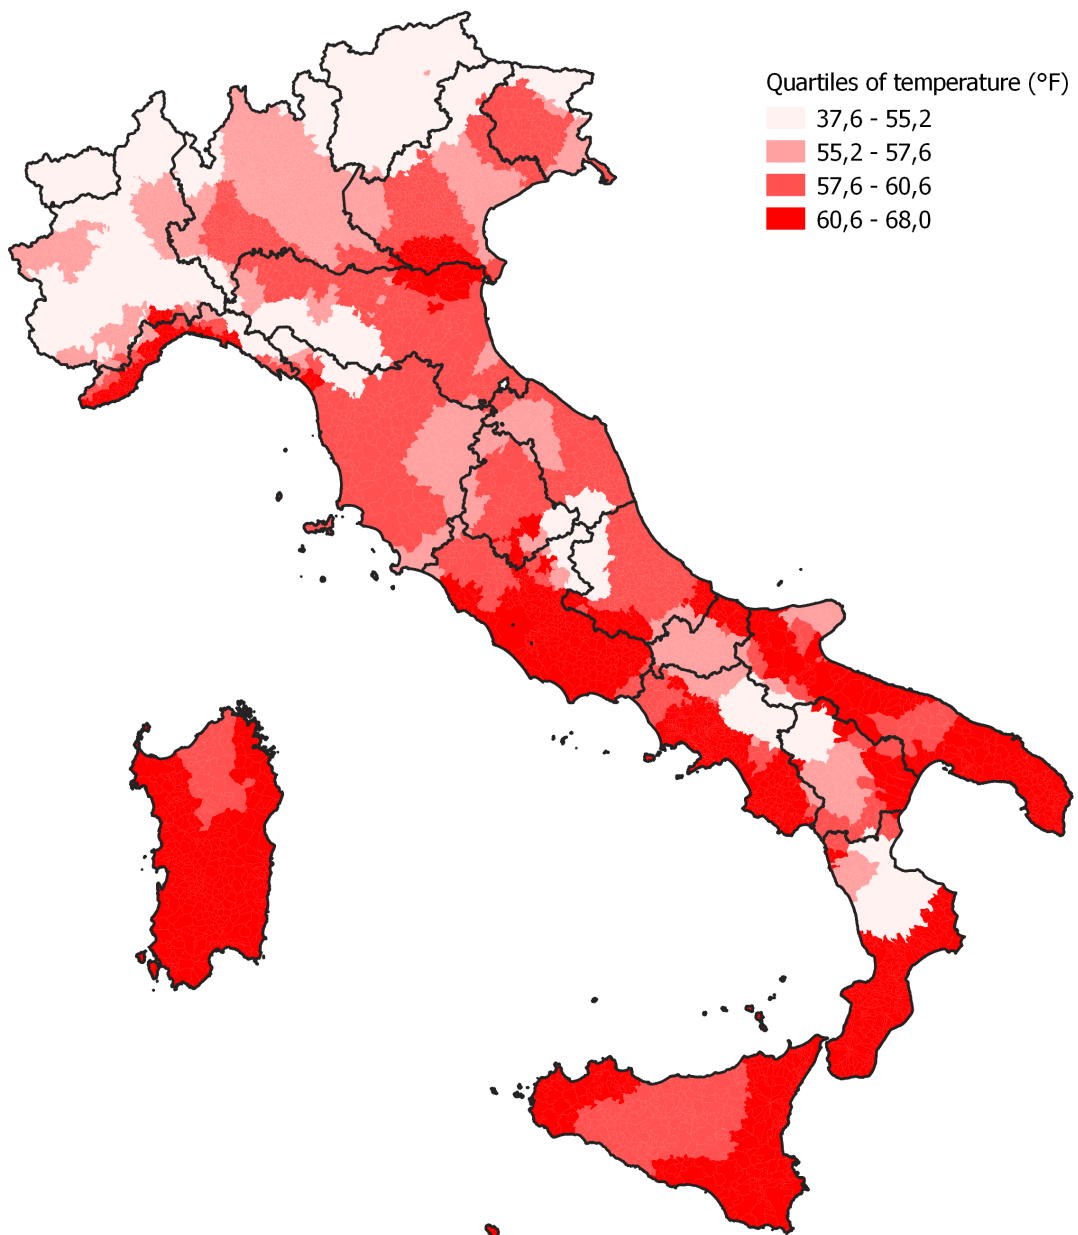 Quartiles of temperature (°F)
37,6 - 55,2
55,2 - 57,6
57,6 - 60,6
60,6 - 68,0